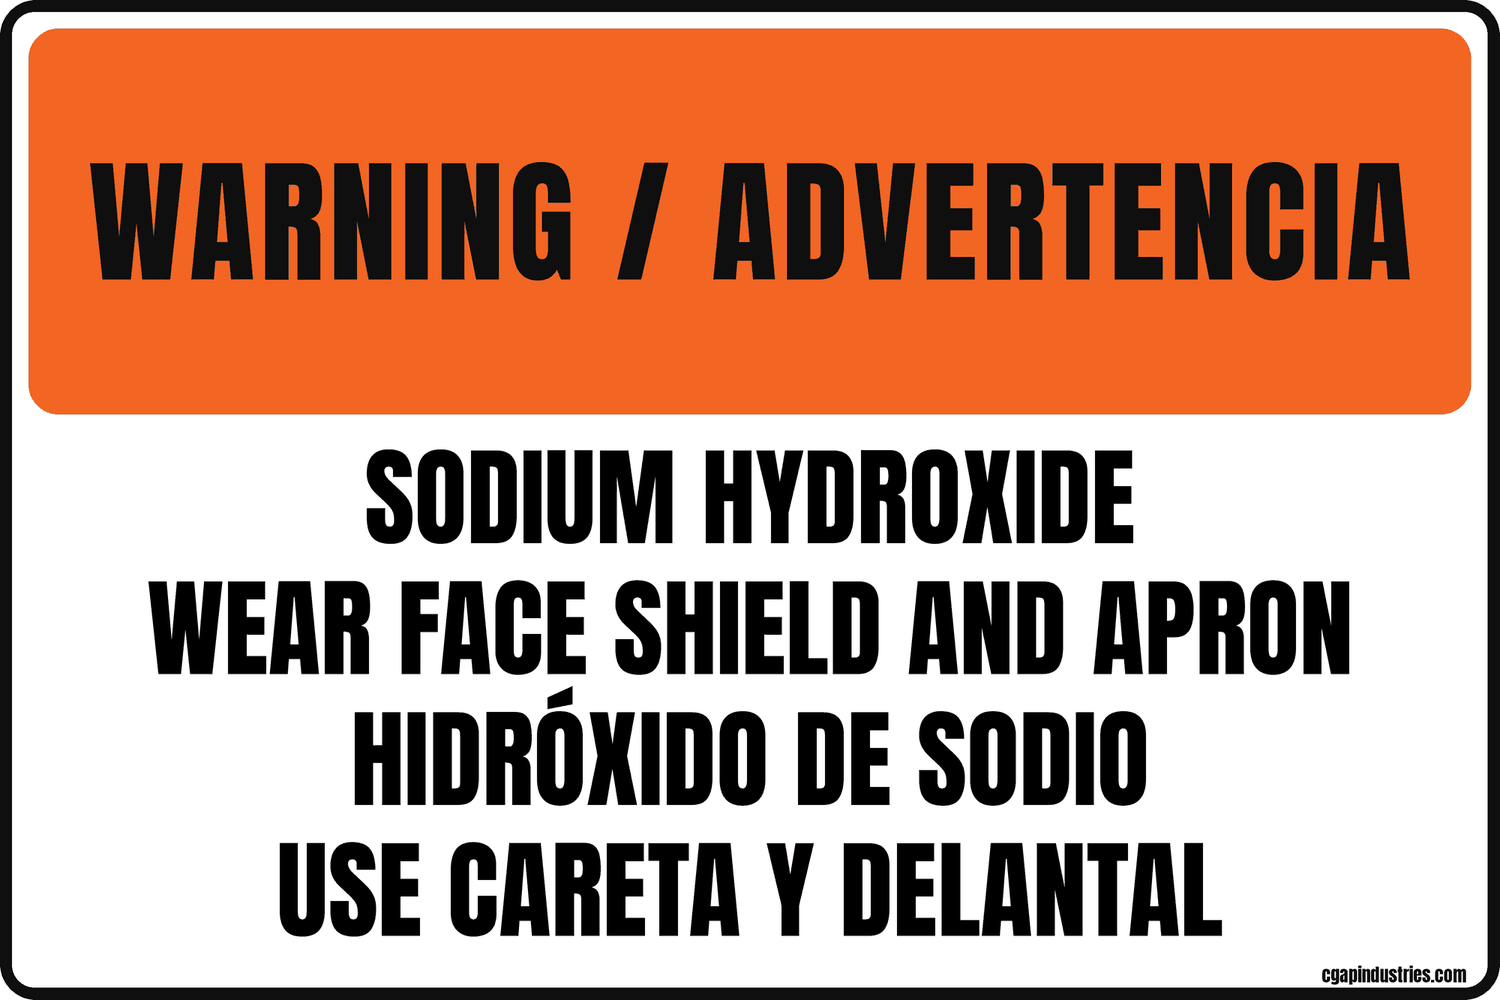 WARNING / ADVERTENCIA
SODIUM HYDROXIDE
WEAR FACE SHIELD AND APRON
HIDRÓXIDO DE SODIO
USE CARETA Y DELANTAL
cgapindustries.com